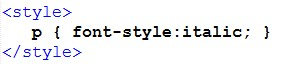 <style>
p { font-style:italic; }
</style>